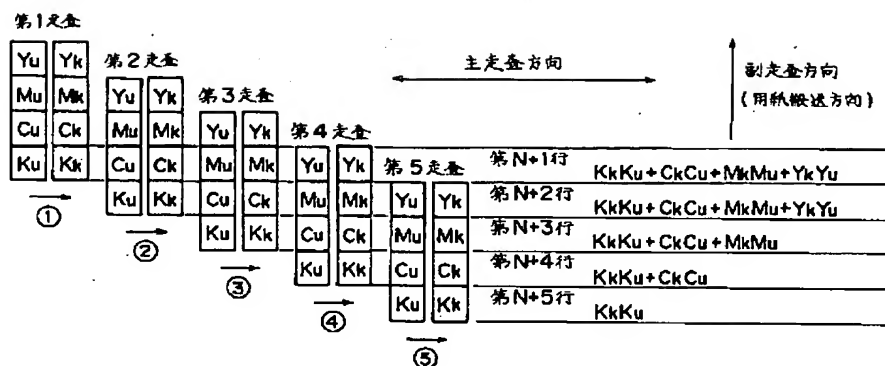 第1走査
Yu Yk
Mu Mk
Cu Ck
Ku Kk
①
第2走査
Yu Yk
Mu Mk
Cu Ck
Ku Kk
②
第3走査
Yu Yk
Mu Mk
Cu Ck
Ku Kk
③
第4走査
Yu Yk
Mu Mk
Cu Ck
Ku Kk
④
第5走査
Yu Yk
Mu Mk
Cu Ck
Ku Kk
⑤
主走査方向
副走査方向
(用紙搬送方向)
第N+1行 KkKu+CkCu+MkMu+YkYu
第N+2行 KkKu+CkCu+MkMu+YkYu
第N+3行 KkKu+CkCu+MkMu
第N+4行 KkKu+CkCu
第N+5行 KkKu